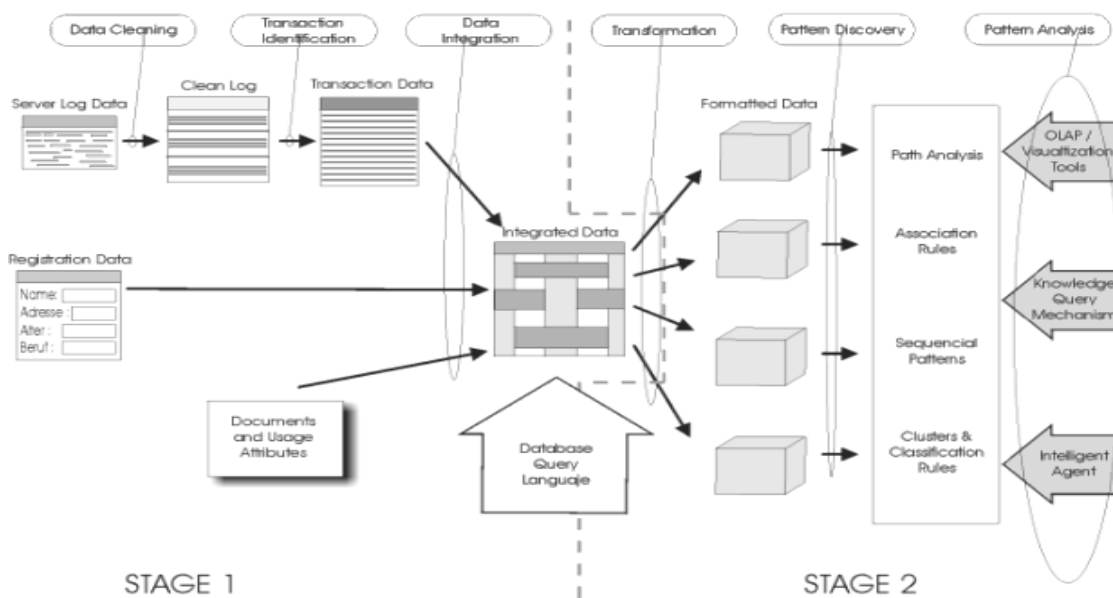 Data Cleaning
Transaction
Identification
Data
Integration
Transformation
Pattern Discovery
Pattern Analysis
Server Log Data
Clean Log
Transaction Data
Formatted Data
Path Analysis
OLAP /
Visualtization
Tools
Integrated Data
Association
Rules
Registration Data
Name:
Adresse :
Alter :
Beruf :
Knowledge
Query
Mechanism
Sequencial
Patterns
Documents
and Usage
Attributes
Database
Query
Languaje
Clusters &
Classification
Rules
Intelligent
Agent
STAGE 1
STAGE 2